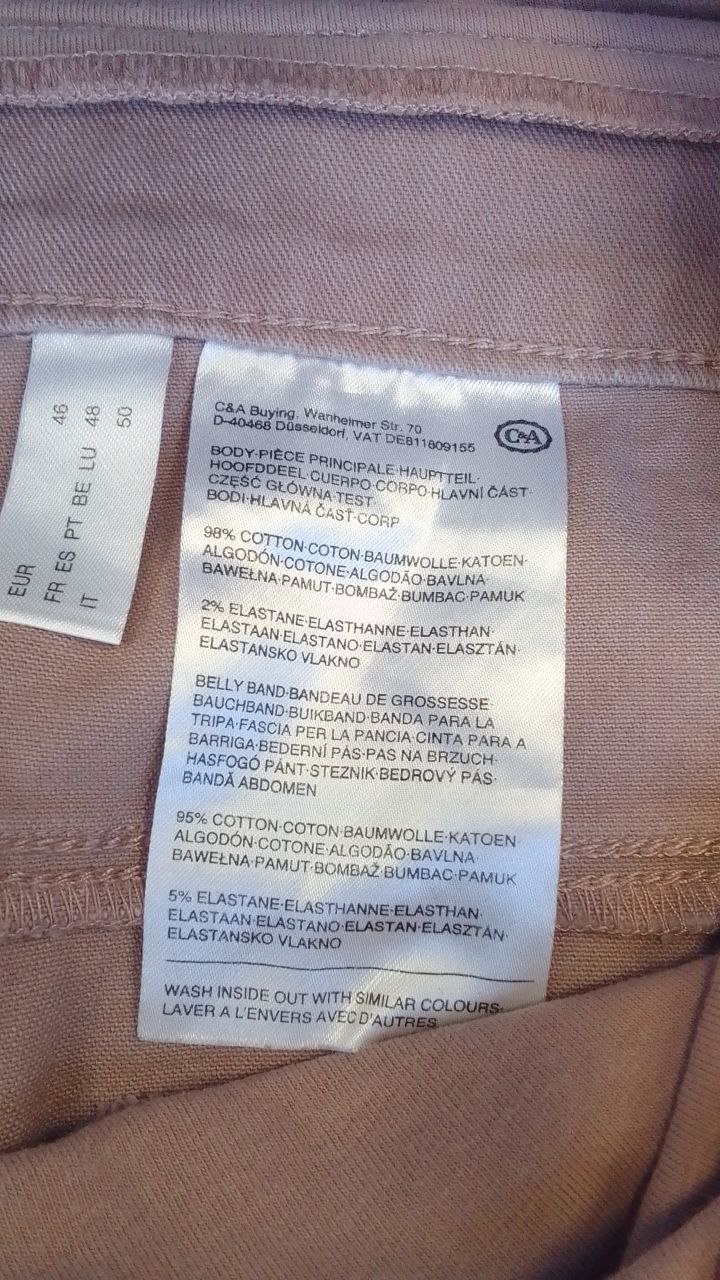 EUR 46
FR ES PT BE LU 48
IT 50
C&A Buying, Wanheimer Str. 70
D-40468 Düsseldorf, VAT DE811809155
C&A
BODY·PIÈCE PRINCIPALE·HAUPTTEIL·
HOOFDDEEL·CUERPO·CORPO·HLAVNÍ ČÁST·
CZĘŚĆ GŁÓWNA·TEST·
BODI·HLAVNÁ ČASŤ·CORP
98% COTTON·COTON·BAUMWOLLE·KATOEN·
ALGODÓN·COTONE·ALGODÃO·BAVLNA·
BAWEŁNA·PAMUT·BOMBAŽ·BUMBAC·PAMUK
2% ELASTANE·ELASTHANNE·ELASTHAN·
ELASTAAN·ELASTANO·ELASTAN·ELASZTÁN·
ELASTANSKO VLAKNO
BELLY BAND·BANDEAU DE GROSSESSE·
BAUCHBAND·BUIKBAND·BANDA PARA LA
TRIPA·FASCIA PER LA PANCIA·CINTA PARA A
BARRIGA·BEDERNÍ PÁS·PAS NA BRZUCH·
HASFOGÓ PÁNT·STEZNIK·BEDROVÝ PÁS·
BANDĂ ABDOMEN
95% COTTON·COTON·BAUMWOLLE·KATOEN·
ALGODÓN·COTONE·ALGODÃO·BAVLNA·
BAWEŁNA·PAMUT·BOMBAŽ·BUMBAC·PAMUK
5% ELASTANE·ELASTHANNE·ELASTHAN·
ELASTAAN·ELASTANO·ELASTAN·ELASZTÁN·
ELASTANSKO VLAKNO
WASH INSIDE OUT WITH SIMILAR COLOURS·
LAVER A L'ENVERS AVEC D'AUTRES